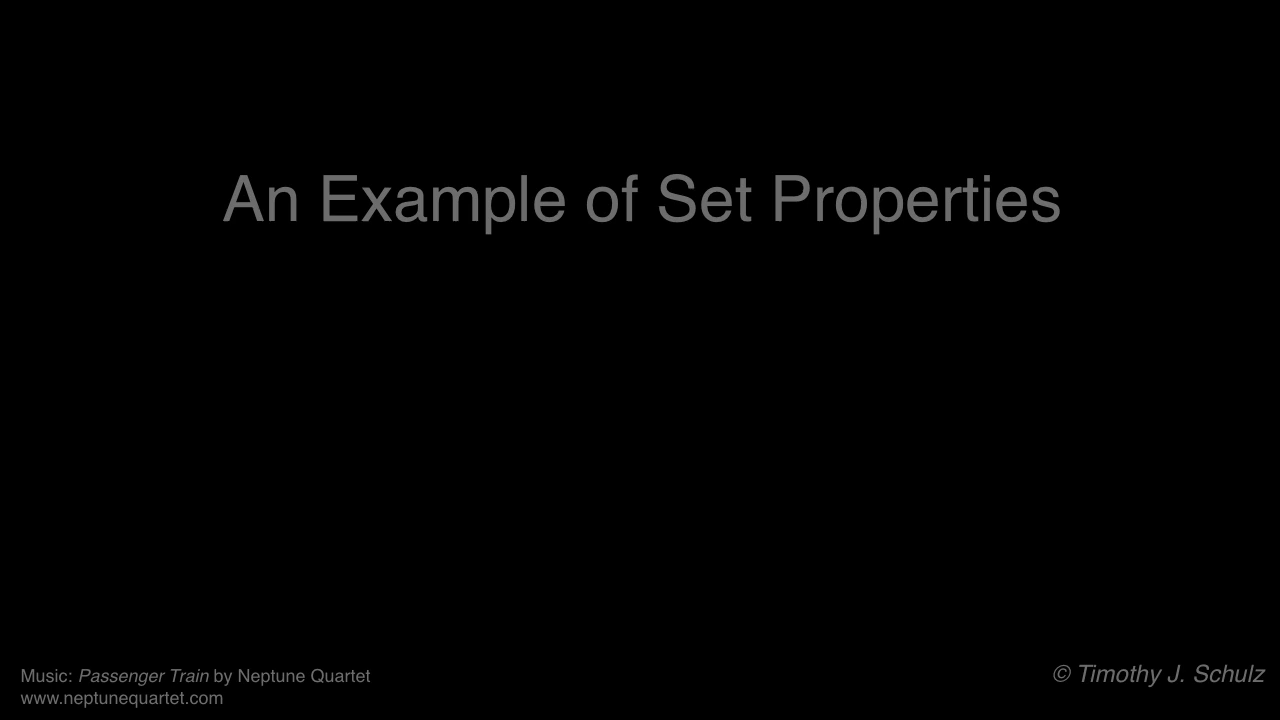 An Example of Set Properties
Music: Passenger Train by Neptune Quartet
www.neptunequartet.com
© Timothy J. Schulz